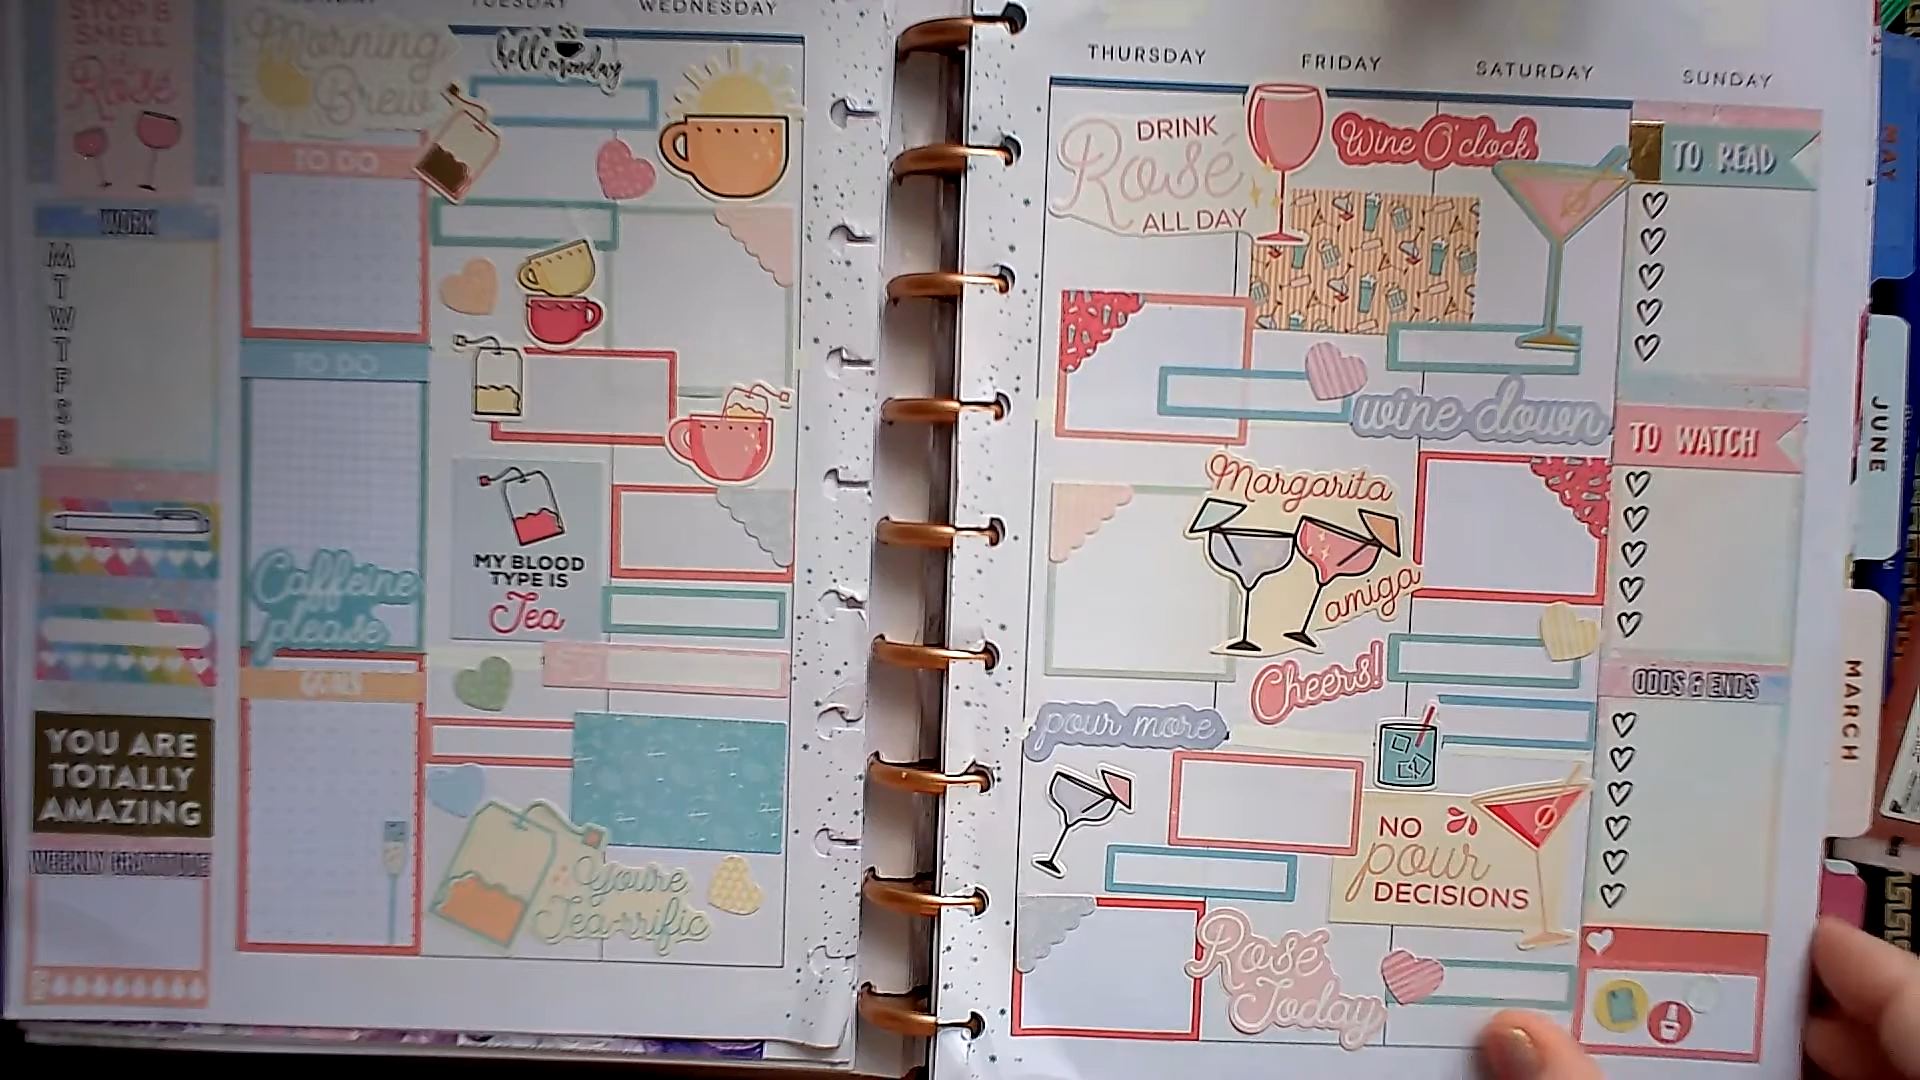 STOP &
SMELL
the
Rosé
WORK
M
T
W
T
F
S
S
YOU ARE
TOTALLY
AMAZING
WEEKLY GRATITUDE
TUESDAY
WEDNESDAY
Morning
Brew
hello monday
TO DO
TO DO
Caffeine
please
GOALS
MY BLOOD
TYPE IS
Tea
You're
Tea-rrific
THURSDAY
FRIDAY
SATURDAY
SUNDAY
DRINK
Rosé
ALL DAY
Wine O'clock
wine down
Margarita
amiga
Cheers!
pour more
NO
pour
DECISIONS
Rosé
Today
TO READ
TO WATCH
ODDS & ENDS
MAY
JUNE
MARCH